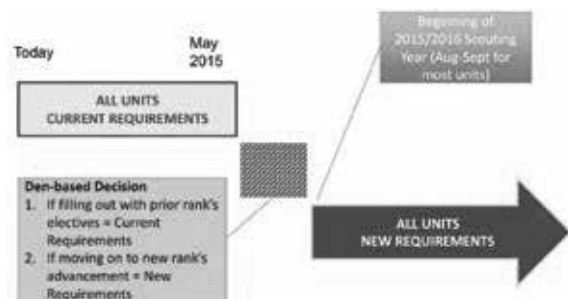 Today
May
2015
Beginning of
2015/2016 Scouting
Year (Aug-Sept for
most units)
ALL UNITS
CURRENT REQUIREMENTS
Den-based Decision
1. If filling out with prior rank's
electives = Current
Requirements
2. If moving on to new rank's
advancement = New
Requirements
ALL UNITS
NEW REQUIREMENTS